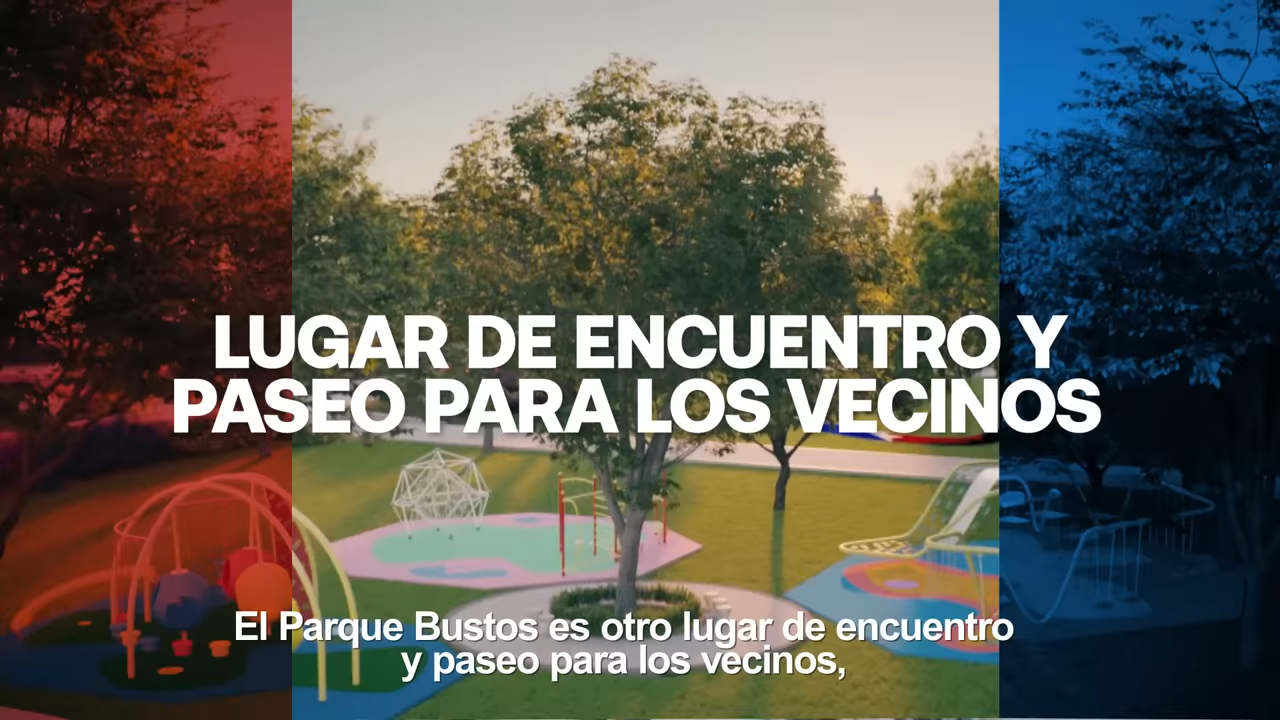 LUGAR DE ENCUENTRO Y
PASEO PARA LOS VECINOS
El Parque Bustos es otro lugar de encuentro
y paseo para los vecinos,